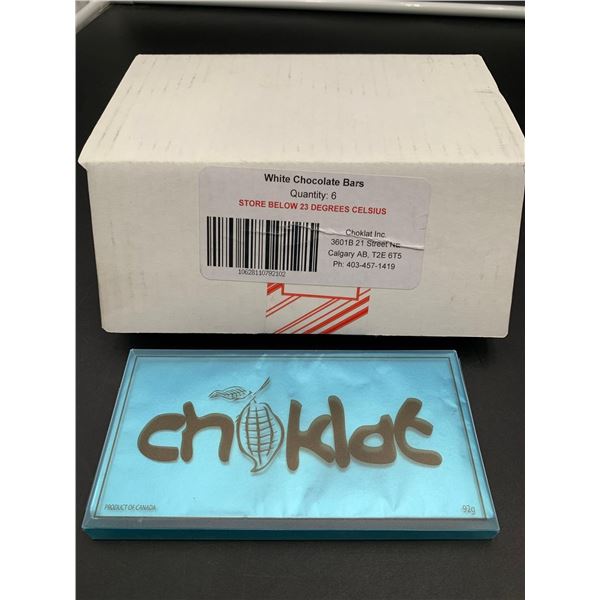 White Chocolate Bars
Quantity: 6
STORE BELOW 23 DEGREES CELSIUS
Choklat Inc.
3601B 21 Street Ne.
Calgary AB, T2E 6T5
Ph: 403-457-1419
10628110792102
choklat
PRODUCT OF CANADA
92g